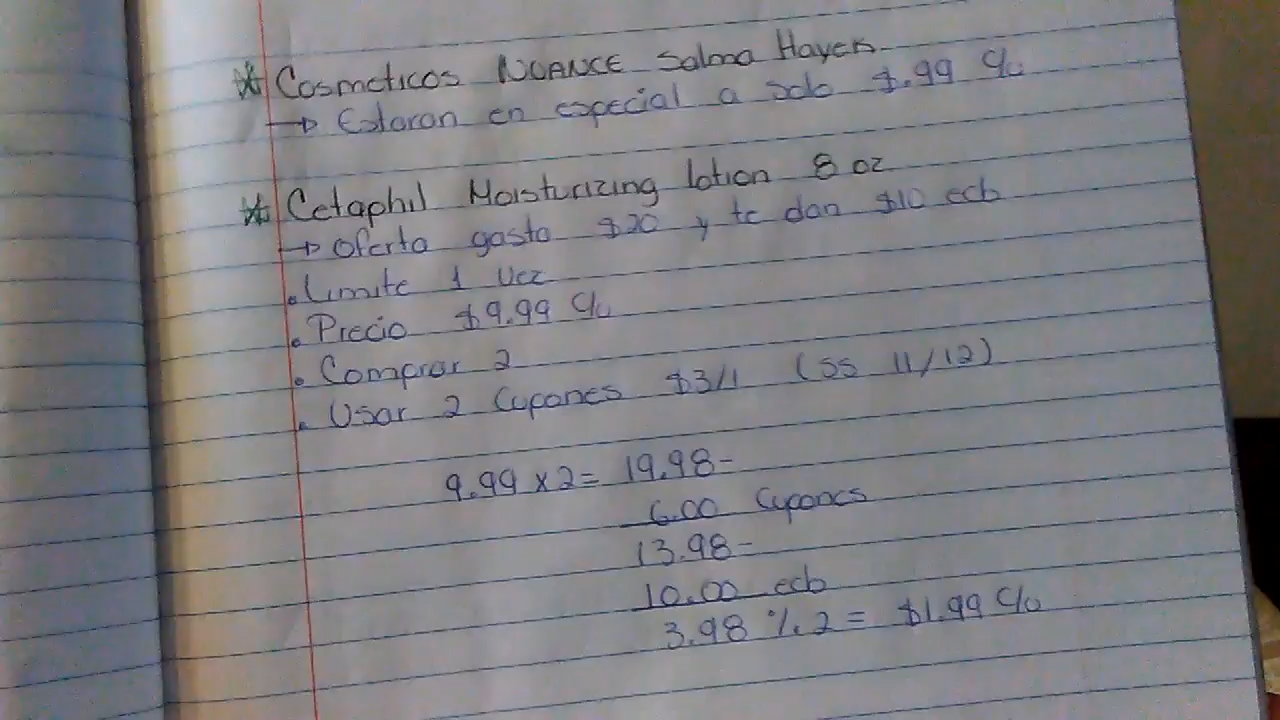 * Cosmeticos NUANCE Salma Hayek
→ Estaran en especial a solo $.99 c/u
* Cetaphil Moisturizing lotion 8 oz
→ Oferta gasta $20 y te dan $10 ecb
• Limite 1 vez
• Precio $9.99 c/u
• Comprar 2
• Usar 2 Cupones $3/1 (SS 11/12)
9.99 x 2 = 19.98-
6.00 Cupones
13.98-
10.00 ecb
3.98 % 2 = $1.99 c/u